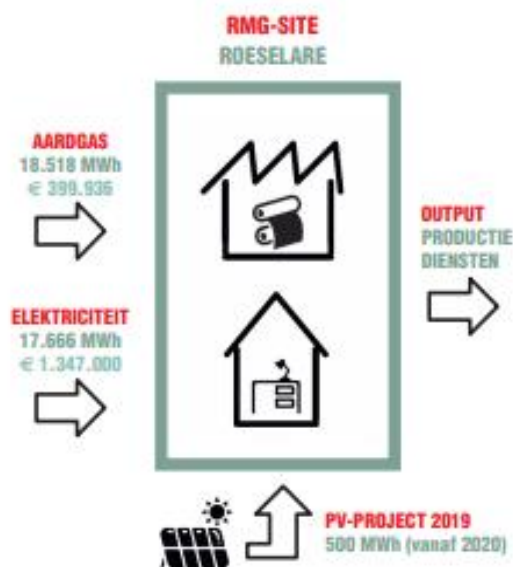 RMG-SITE
ROESELARE
AARDGAS
18.518 MWh
€ 399.936
ELEKTRICITEIT
17.666 MWh
€ 1.347.000
OUTPUT
PRODUCTIE
DIENSTEN
PV-PROJECT 2019
500 MWh (vanaf 2020)